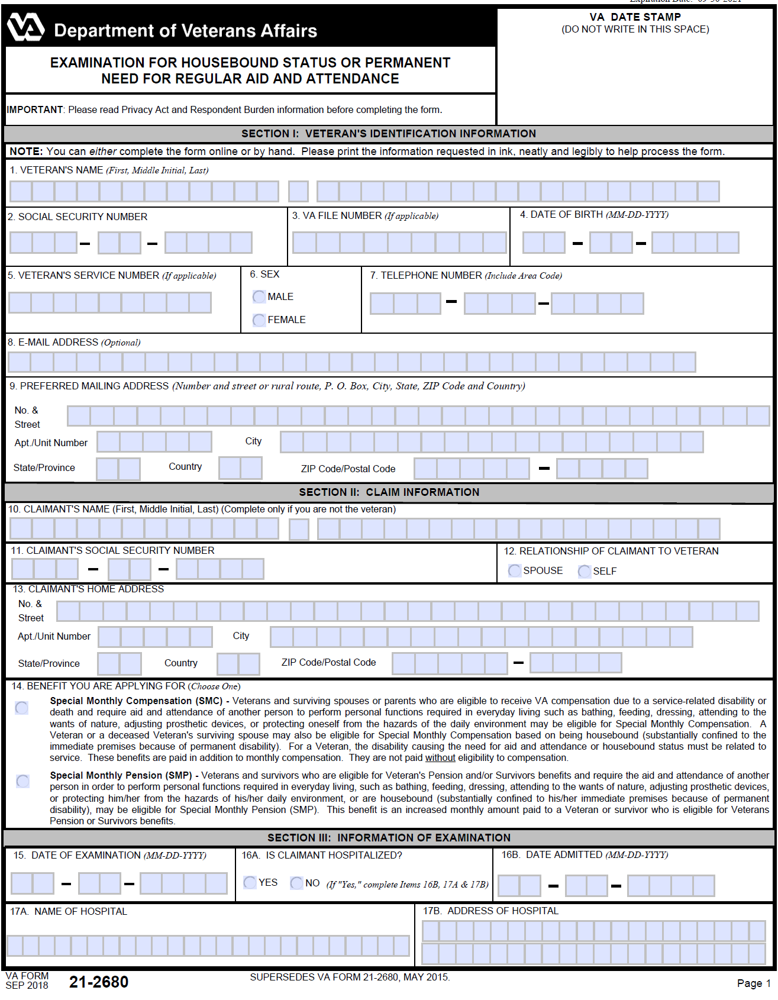 Expiration Date: 09-30-2021
VA DATE STAMP
(DO NOT WRITE IN THIS SPACE)
VA Department of Veterans Affairs
EXAMINATION FOR HOUSEBOUND STATUS OR PERMANENT
NEED FOR REGULAR AID AND ATTENDANCE
IMPORTANT: Please read Privacy Act and Respondent Burden information before completing the form.
SECTION I: VETERAN'S IDENTIFICATION INFORMATION
NOTE: You can either complete the form online or by hand. Please print the information requested in ink, neatly and legibly to help process the form.
1. VETERAN'S NAME (First, Middle Initial, Last)
2. SOCIAL SECURITY NUMBER
3. VA FILE NUMBER (If applicable)
4. DATE OF BIRTH (MM-DD-YYYY)
5. VETERAN'S SERVICE NUMBER (If applicable)
6. SEX
MALE
FEMALE
7. TELEPHONE NUMBER (Include Area Code)
8. E-MAIL ADDRESS (Optional)
9. PREFERRED MAILING ADDRESS (Number and street or rural route, P. O. Box, City, State, ZIP Code and Country)
No. &
Street
Apt./Unit Number
City
State/Province
Country
ZIP Code/Postal Code
SECTION II: CLAIM INFORMATION
10. CLAIMANT'S NAME (First, Middle Initial, Last) (Complete only if you are not the veteran)
11. CLAIMANT'S SOCIAL SECURITY NUMBER
12. RELATIONSHIP OF CLAIMANT TO VETERAN
SPOUSE
SELF
13. CLAIMANT'S HOME ADDRESS
No. &
Street
Apt./Unit Number
City
State/Province
Country
ZIP Code/Postal Code
14. BENEFIT YOU ARE APPLYING FOR (Choose One)
Special Monthly Compensation (SMC) - Veterans and surviving spouses or parents who are eligible to receive VA compensation due to a service-related disability or
death and require aid and attendance of another person to perform personal functions required in everyday living such as bathing, feeding, dressing, attending to the
wants of nature, adjusting prosthetic devices, or protecting oneself from the hazards of the daily environment may be eligible for Special Monthly Compensation. A
Veteran or a deceased Veteran's surviving spouse may also be eligible for Special Monthly Compensation based on being housebound (substantially confined to the
immediate premises because of permanent disability). For a Veteran, the disability causing the need for aid and attendance or housebound status must be related to
service. These benefits are paid in addition to monthly compensation. They are not paid without eligibility to compensation.
Special Monthly Pension (SMP) - Veterans and survivors who are eligible for Veteran's Pension and/or Survivors benefits and require the aid and attendance of another
person in order to perform personal functions required in everyday living, such as bathing, feeding, dressing, attending to the wants of nature, adjusting prosthetic devices,
or protecting him/her from the hazards of his/her daily environment, or are housebound (substantially confined to his/her immediate premises because of permanent
disability), may be eligible for Special Monthly Pension (SMP). This benefit is an increased monthly amount paid to a Veteran or survivor who is eligible for Veterans
Pension or Survivors benefits.
SECTION III: INFORMATION OF EXAMINATION
15. DATE OF EXAMINATION (MM-DD-YYYY)
16A. IS CLAIMANT HOSPITALIZED?
YES
NO (If "Yes," complete Items 16B, 17A & 17B)
16B. DATE ADMITTED (MM-DD-YYYY)
17A. NAME OF HOSPITAL
17B. ADDRESS OF HOSPITAL
VA FORM
SEP 2018
21-2680
SUPERSEDES VA FORM 21-2680, MAY 2015.
Page 1